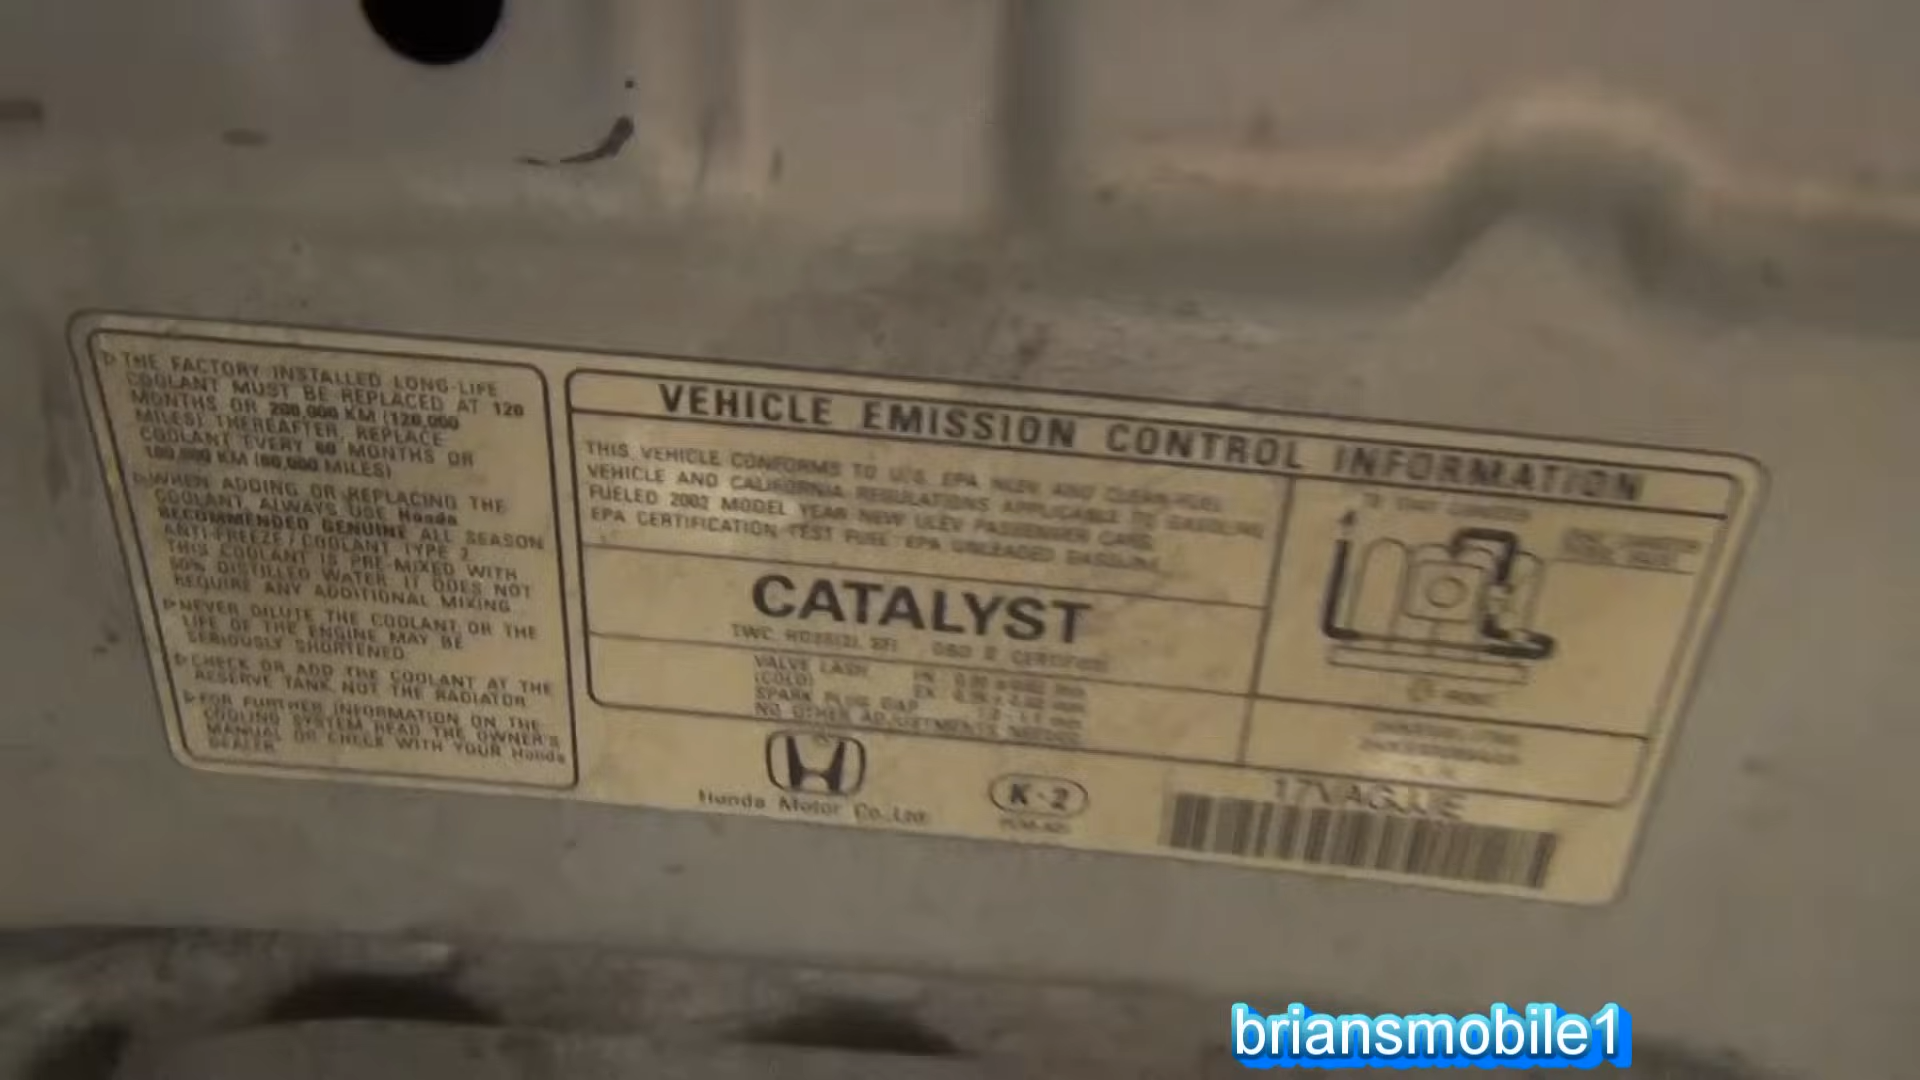 THE FACTORY INSTALLED LONG-LIFE
COOLANT MUST BE REPLACED AT 120
MONTHS OR 200,000 KM (120,000
MILES) THEREAFTER, REPLACE
COOLANT EVERY 60 MONTHS OR
100,000 KM (60,000 MILES)
WHEN ADDING OR REPLACING THE
COOLANT, ALWAYS USE Honda
RECOMMENDED GENUINE ALL SEASON
ANTI-FREEZE/COOLANT TYPE 2
THIS COOLANT IS PRE-MIXED WITH
50% DISTILLED WATER. IT DOES NOT
REQUIRE ANY ADDITIONAL MIXING
NEVER DILUTE THE COOLANT OR THE
LIFE OF THE ENGINE MAY BE
SERIOUSLY SHORTENED.
CHECK OR ADD THE COOLANT AT THE
RESERVE TANK, NOT THE RADIATOR
FOR FURTHER INFORMATION ON THE
COOLING SYSTEM, READ THE OWNER'S
MANUAL OR CHECK WITH YOUR Honda
DEALER
VEHICLE EMISSION CONTROL INFORMATION
THIS VEHICLE CONFORMS TO U.S. EPA NLEV AND CLEAN-FUEL
VEHICLE AND CALIFORNIA REGULATIONS APPLICABLE TO GASOLINE
FUELED 2002 MODEL YEAR NEW ULEV PASSENGER CARS.
EPA CERTIFICATION TEST FUEL: EPA UNLEADED GASOLINE
CATALYST
TWC, SFI OBD II CERTIFIED
VALVE LASH IN
(COLD) EX
SPARK PLUG GAP
NO OTHER ADJUSTMENTS NEEDED
Honda Motor Co., Ltd.
K-2
17VAGJJE
briansmobile1